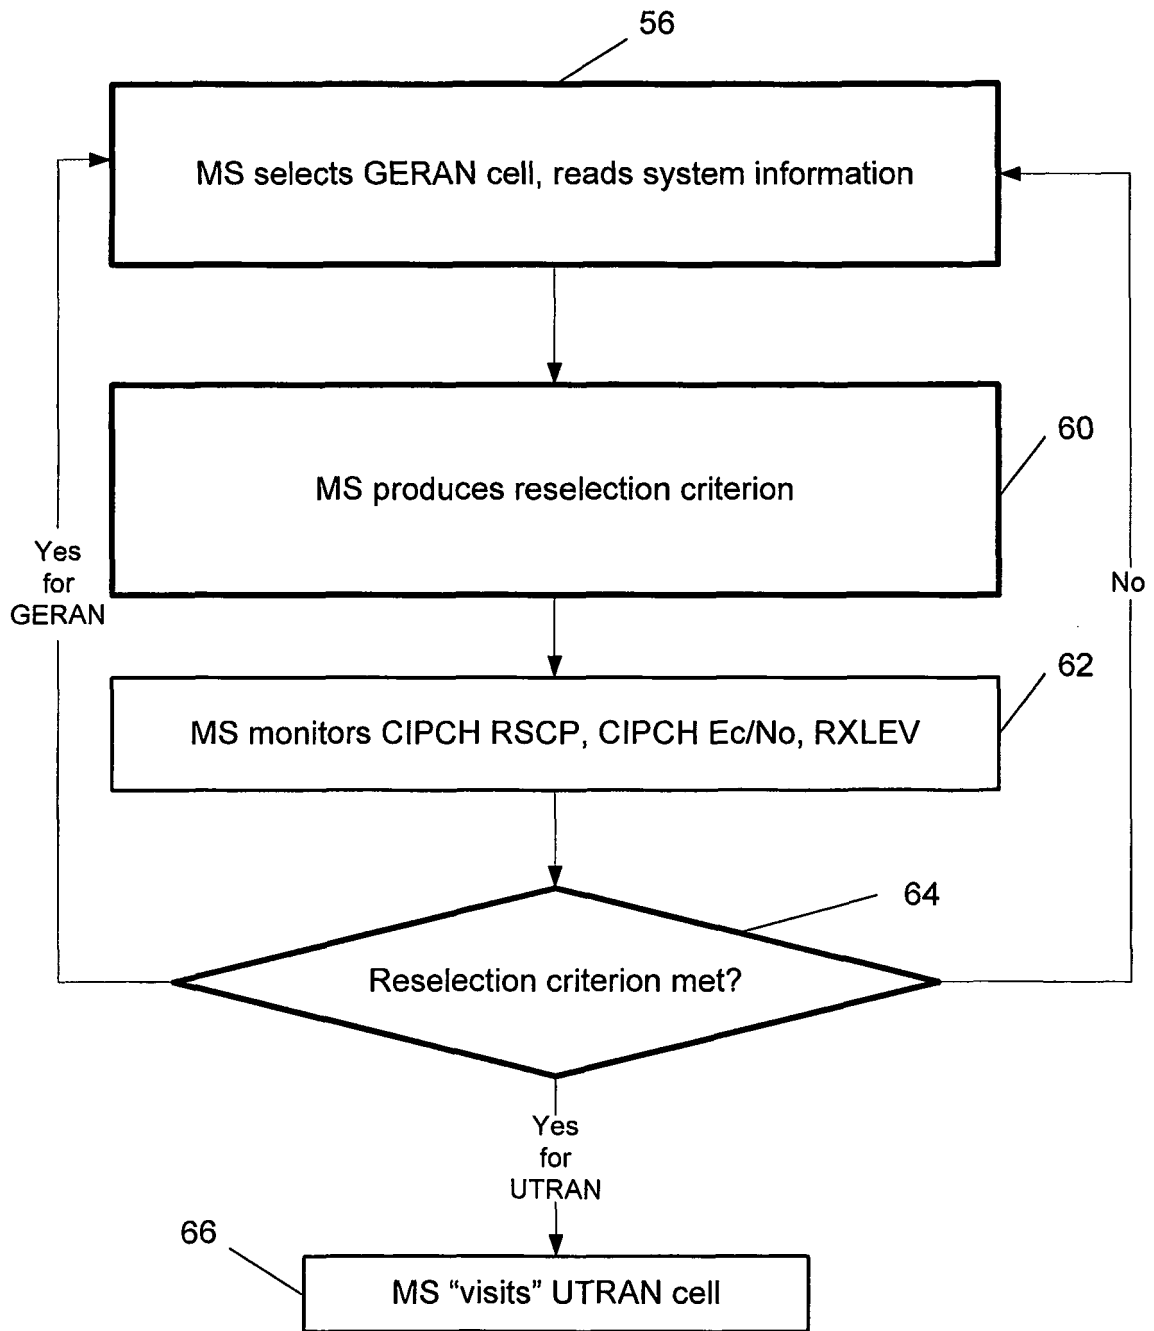 56
MS selects GERAN cell, reads system information
60
MS produces reselection criterion
Yes
for
GERAN
No
62
MS monitors CIPCH RSCP, CIPCH Ec/No, RXLEV
64
Reselection criterion met?
Yes
for
UTRAN
66
MS “visits” UTRAN cell